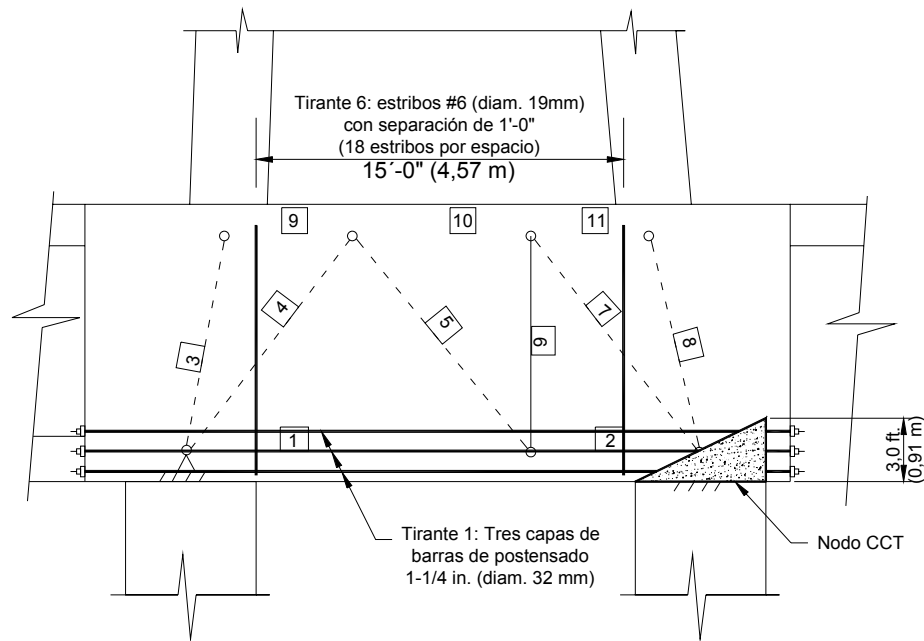 Tirante 6: estribos #6 (diam. 19mm)
con separación de 1'-0"
(18 estribos por espacio)
15´-0" (4,57 m)
9
10
11
3
4
5
6
7
8
1
2
3,0 ft.
(0,91 m)
Tirante 1: Tres capas de
barras de postensado
1-1/4 in. (diam. 32 mm)
Nodo CCT